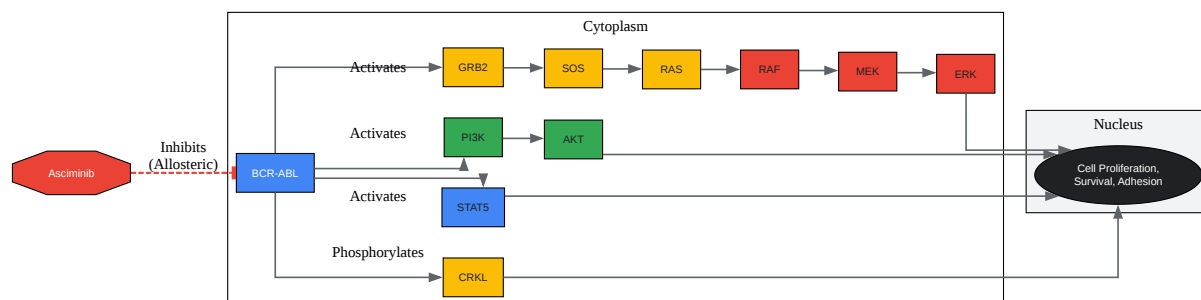 Cytoplasm
Activates
GRB2
SOS
RAS
RAF
MEK
ERK
Activates
PI3K
AKT
Nucleus
Inhibits
(Allosteric)
Asciminib
BCR-ABL
Cell Proliferation,
Survival, Adhesion
Activates
STAT5
Phosphorylates
CRKL